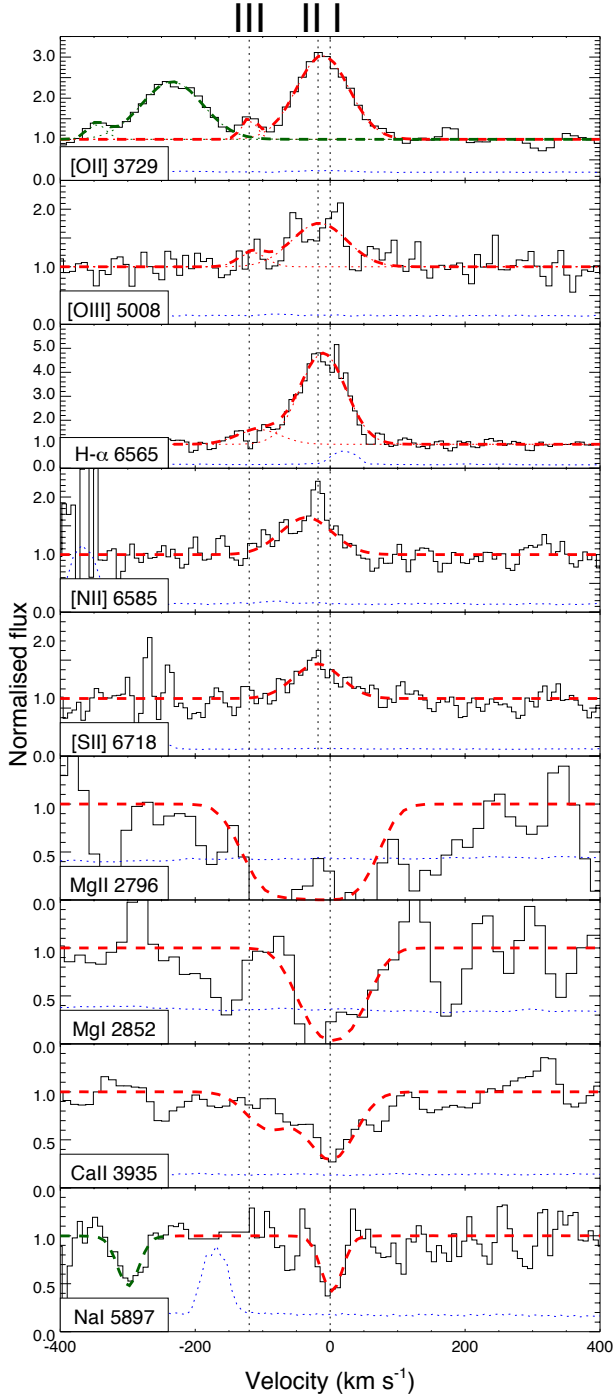 III II I
3.0
2.0
1.0
0.0
[OII] 3729
2.0
1.0
0.0
[OIII] 5008
5.0
4.0
3.0
2.0
1.0
0.0
H-α 6565
2.0
1.0
0.0
[NII] 6585
2.0
1.0
0.0
[SII] 6718
1.0
0.5
0.0
MgII 2796
1.0
0.5
0.0
MgI 2852
1.0
0.5
0.0
CaII 3935
1.0
0.5
0.0
NaI 5897
Normalised flux
-400 -200 0 200 400
Velocity (km s⁻¹)